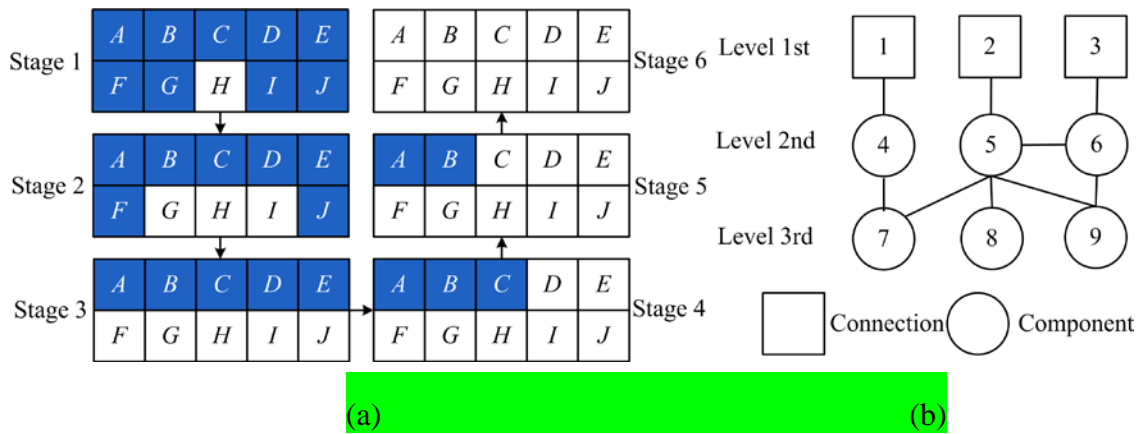 Stage 1
A B C D E
F G H I J
Stage 2
A B C D E
F G H I J
Stage 3
A B C D E
F G H I J
A B C D E
F G H I J
Stage 6
A B C D E
F G H I J
Stage 5
A B C D E
F G H I J
Stage 4
(a)
Level 1st 1 2 3
Level 2nd 4 5 6
Level 3rd 7 8 9
Connection Component
(b)